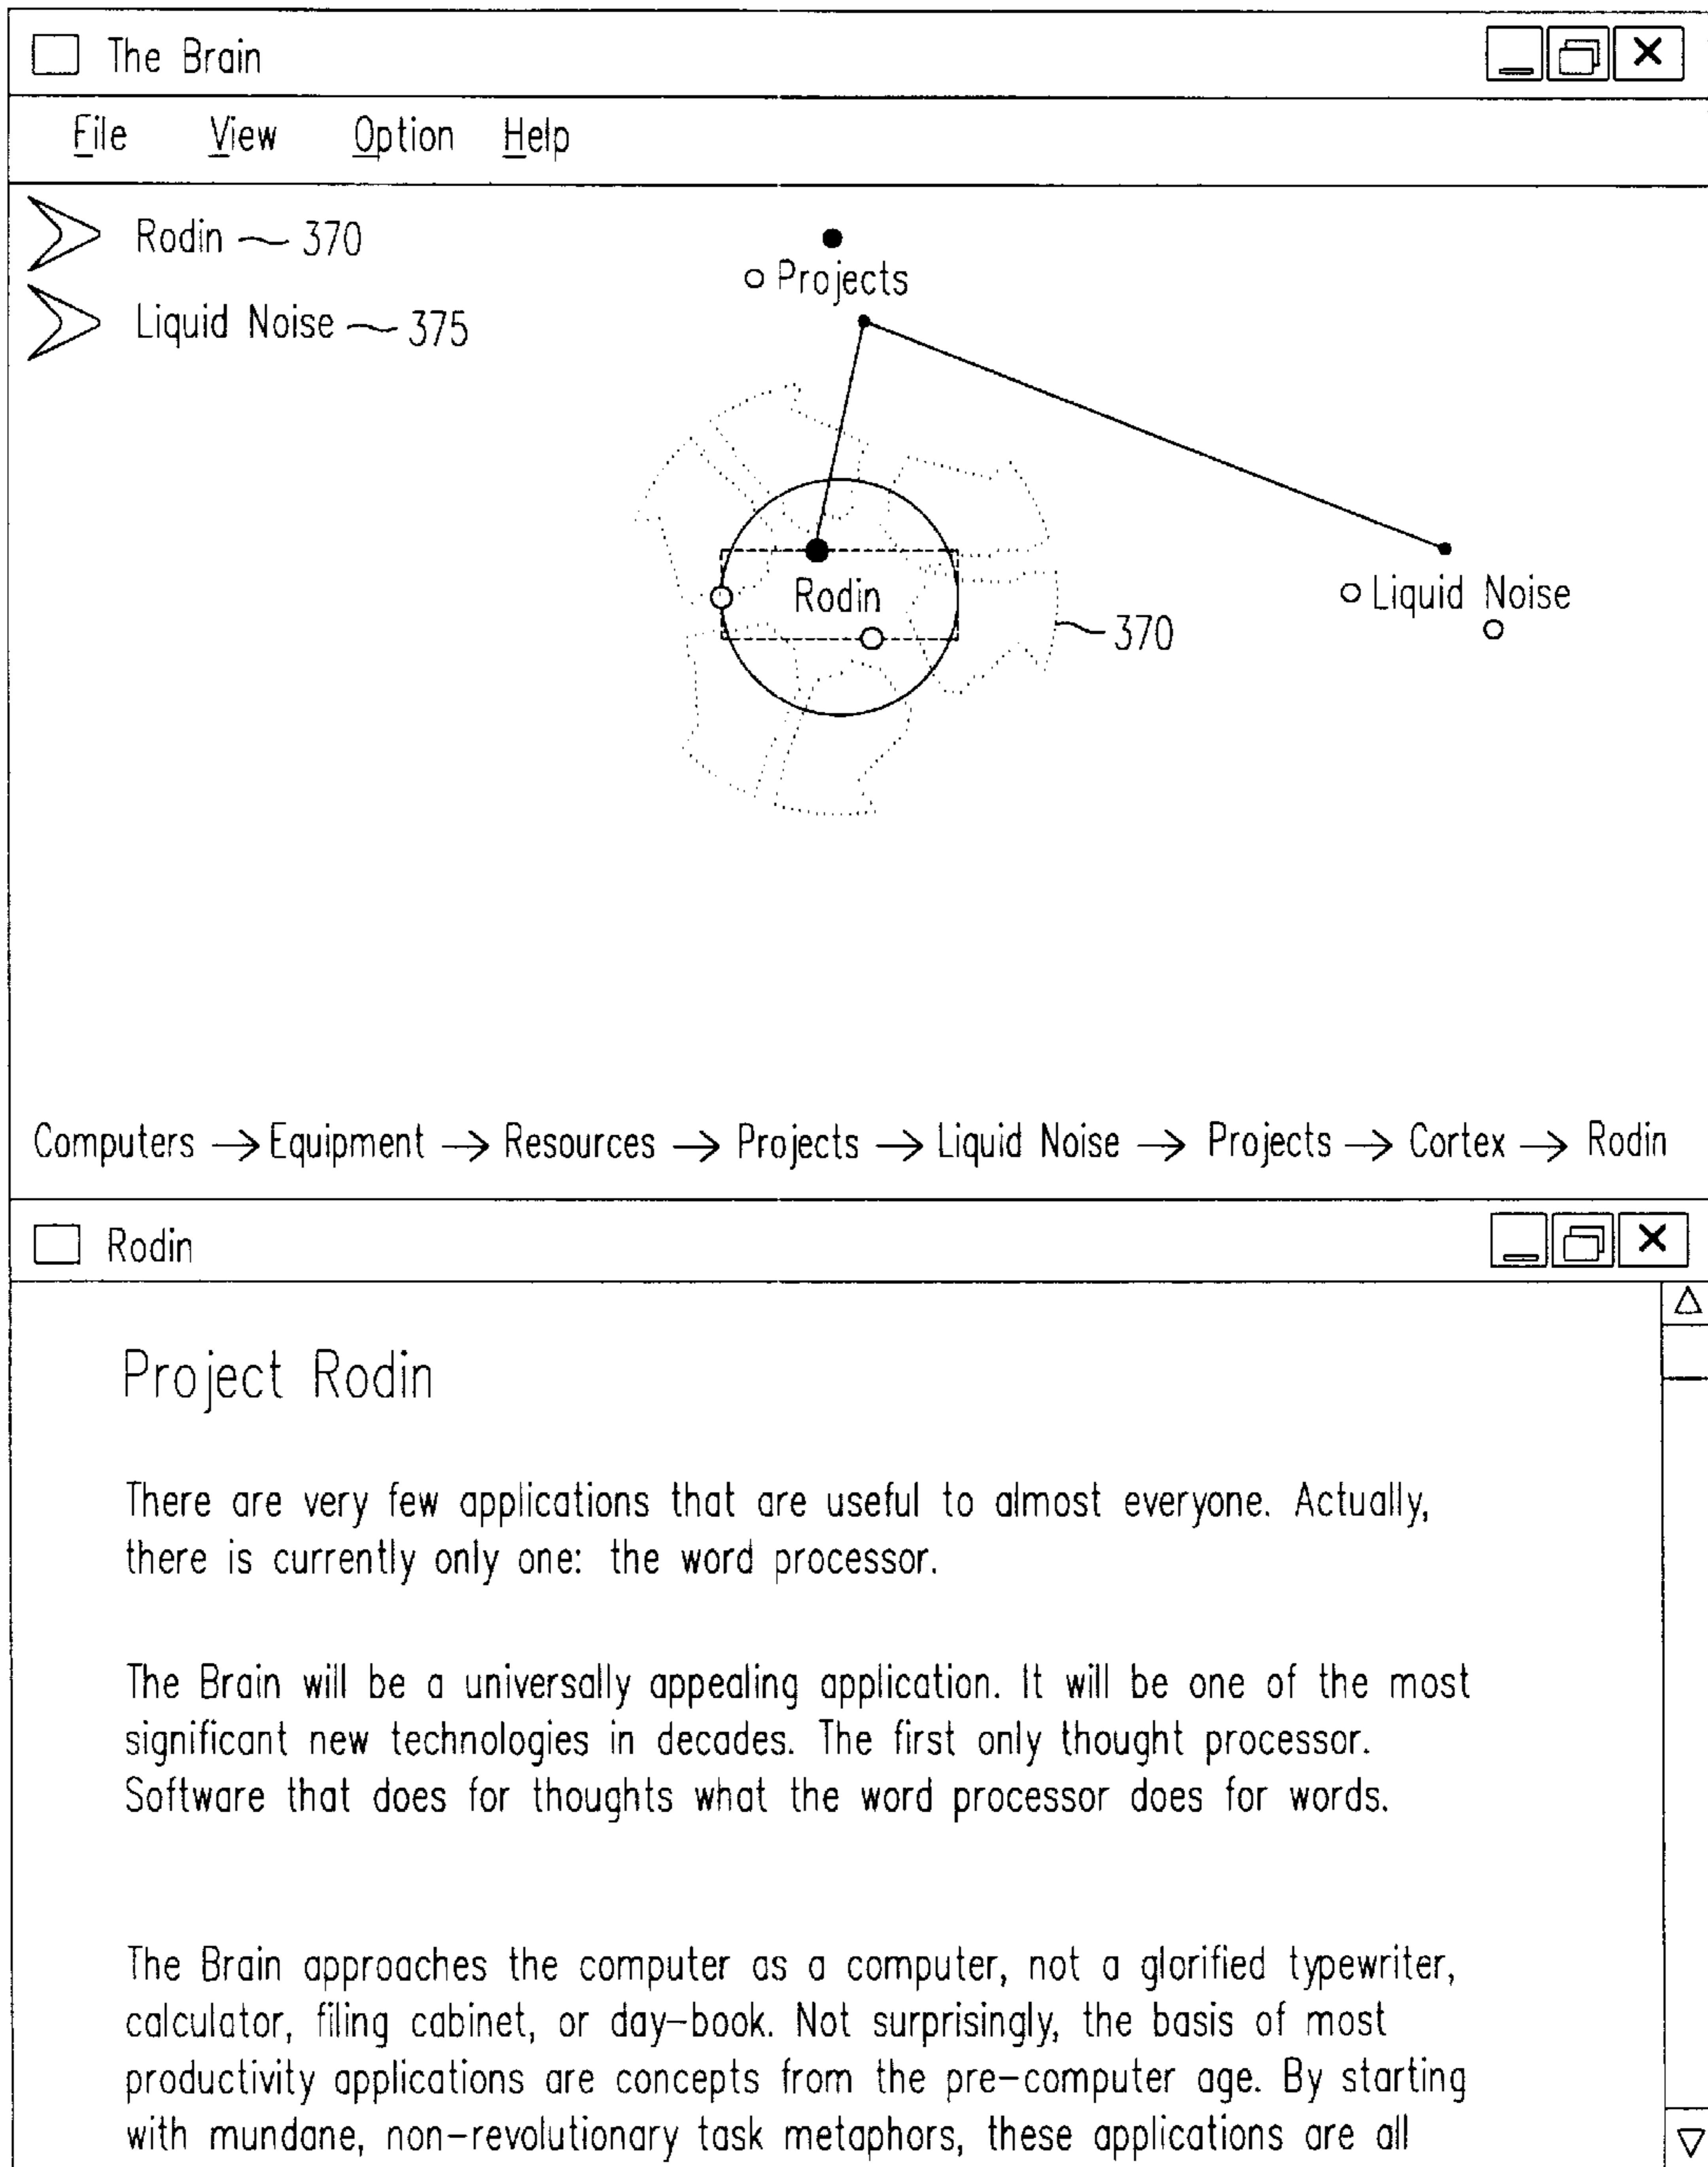 The Brain
File View Option Help
Rodin 370
Liquid Noise 375
Projects
Rodin
Liquid Noise
370
Computers → Equipment → Resources → Projects → Liquid Noise → Projects → Cortex → Rodin
Rodin
Project Rodin
There are very few applications that are useful to almost everyone. Actually,
there is currently only one: the word processor.
The Brain will be a universally appealing application. It will be one of the most
significant new technologies in decades. The first only thought processor.
Software that does for thoughts what the word processor does for words.
The Brain approaches the computer as a computer, not a glorified typewriter,
calculator, filing cabinet, or day-book. Not surprisingly, the basis of most
productivity applications are concepts from the pre-computer age. By starting
with mundane, non-revolutionary task metaphors, these applications are all